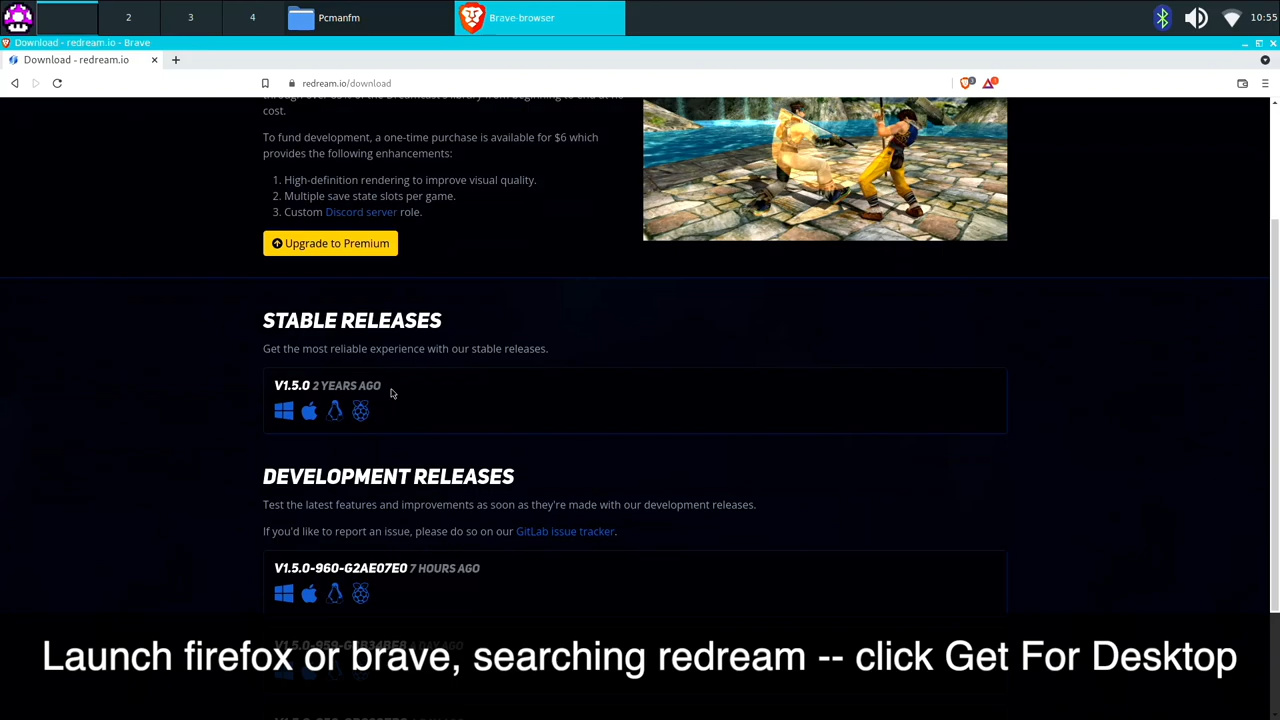 2
3
4
Pcmanfm
Brave-browser
10:55
Download - redream.io - Brave
Download - redream.io
redream.io/download
cost.
To fund development, a one-time purchase is available for $6 which
provides the following enhancements:
1. High-definition rendering to improve visual quality.
2. Multiple save state slots per game.
3. Custom Discord server role.
Upgrade to Premium
STABLE RELEASES
Get the most reliable experience with our stable releases.
V1.5.0 2 YEARS AGO
DEVELOPMENT RELEASES
Test the latest features and improvements as soon as they're made with our development releases.
If you'd like to report an issue, please do so on our GitLab issue tracker.
V1.5.0-960-G2AE07E0 7 HOURS AGO
Launch firefox or brave, searching redream -- click Get For Desktop